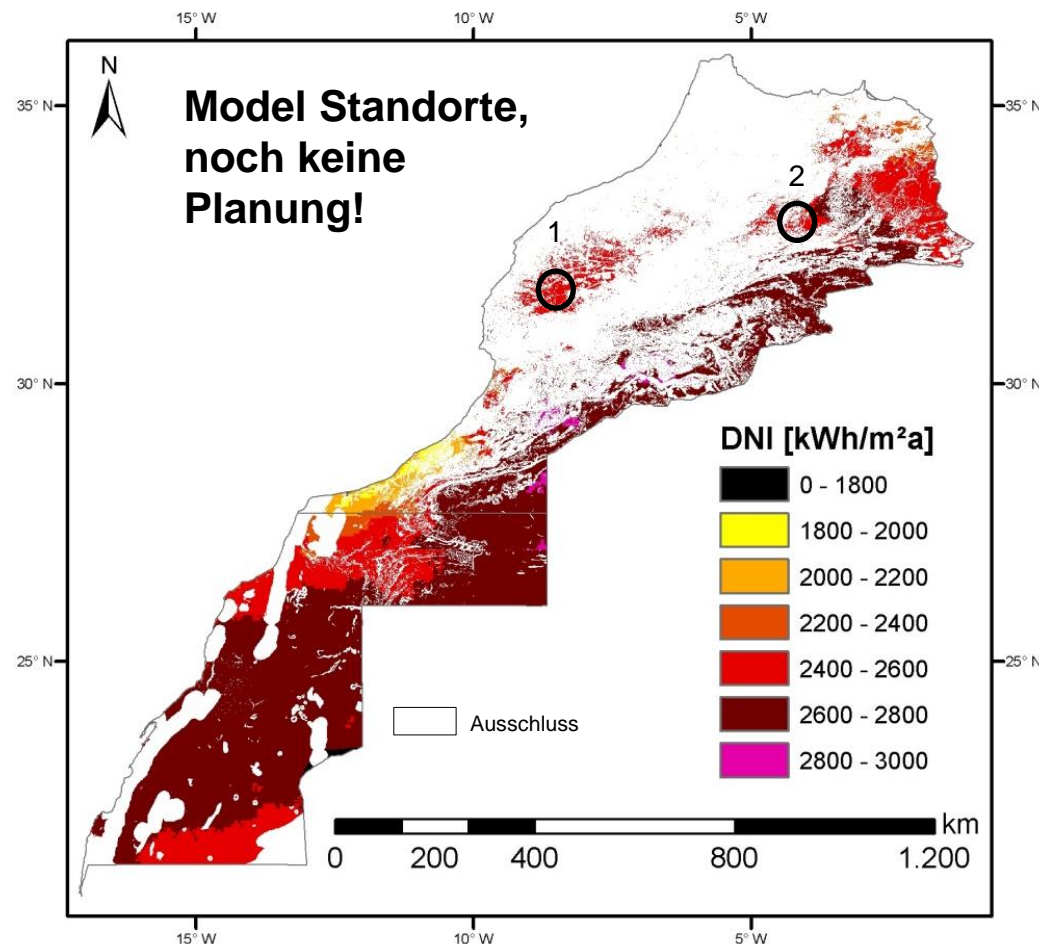 15° W 10° W 5° W
N
35° N 35° N
Model Standorte,
noch keine
Planung!
2
1
30° N 30° N
DNI [kWh/m²a]
0 - 1800
1800 - 2000
2000 - 2200
2200 - 2400
25° N 25° N
2400 - 2600
2600 - 2800
Ausschluss
2800 - 3000
km
0 200 400 800 1.200
15° W 10° W 5° W